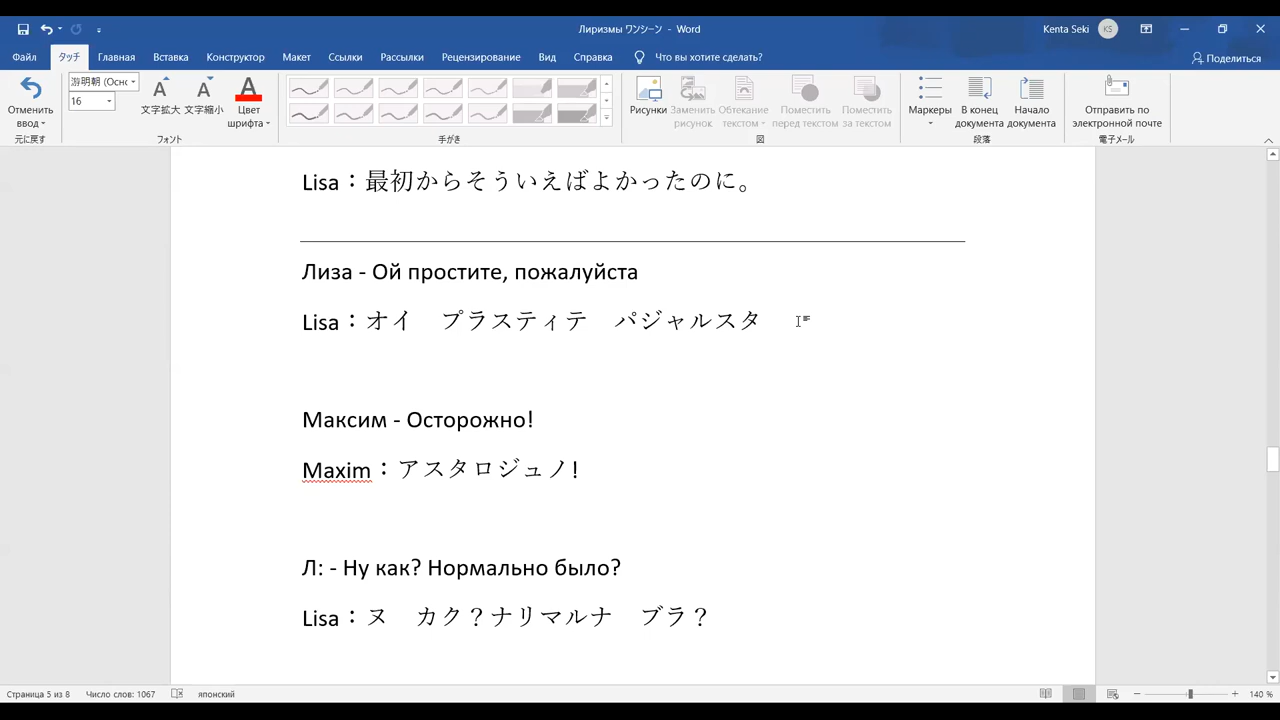 Лиризмы ワンシーン - Word
Kenta Seki KS
Файл タッチ Главная Вставка Конструктор Макет Ссылки Рассылки Рецензирование Вид Справка Что вы хотите сделать? Поделиться
Отменить ввод
元に戻す
游明朝 (Осно
16
文字拡大 文字縮小 Цвет шрифта
フォント
手がき
Рисунки Заменить рисунок Обтекание текстом Поместить перед текстом Поместить за текстом
図
Маркеры В конец документа Начало документа
段落
Отправить по электронной почте
電子メール
Lisa：最初からそういえばよかったのに。
Лиза - Ой простите, пожалуйста
Lisa：オイ　プラスティテ　パジャルスタ
Максим - Осторожно!
Maxim：アスタロジュノ!
Л: - Ну как? Нормально было?
Lisa：ヌ　カク？ナリマルナ　ブラ？
Страница 5 из 8 Число слов: 1067 японский 140 %